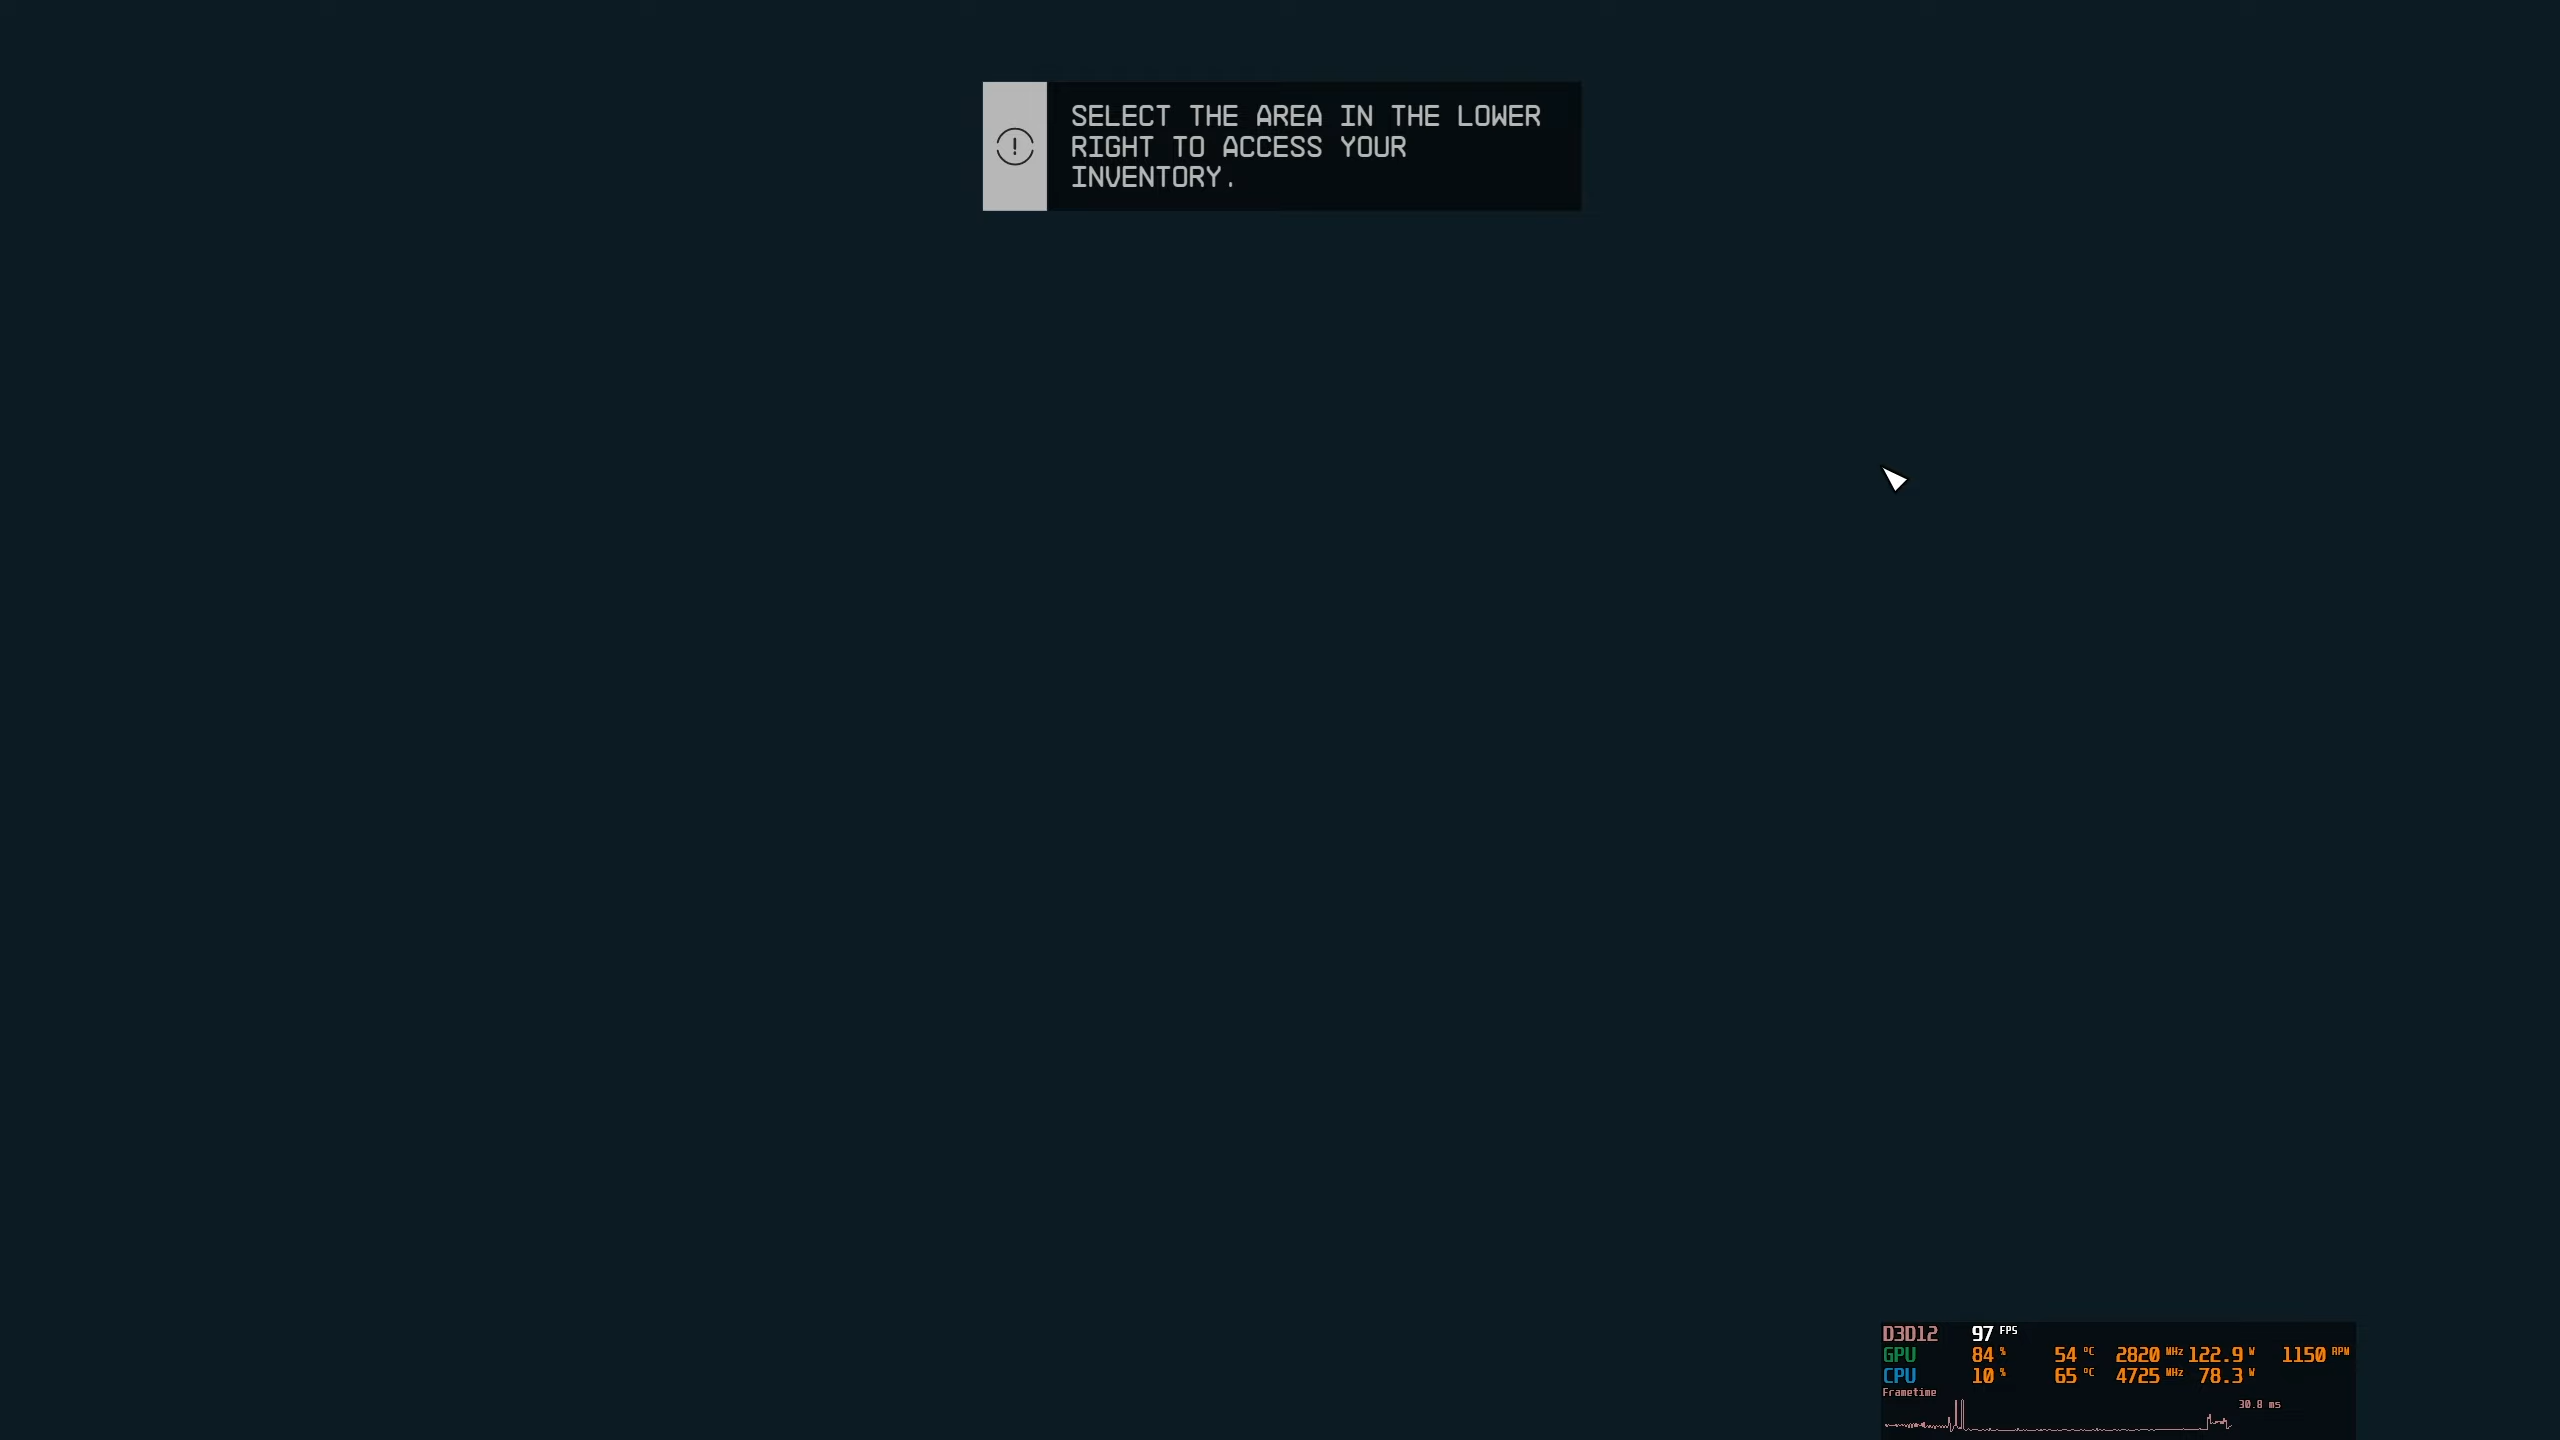 SELECT THE AREA IN THE LOWER
RIGHT TO ACCESS YOUR
INVENTORY.
D3D12 97 FPS
GPU 84 % 54 °C 2820 MHz 122.9 W 1150 RPM
CPU 10 % 65 °C 4725 MHz 78.3 W
Frametime
30.8 ms